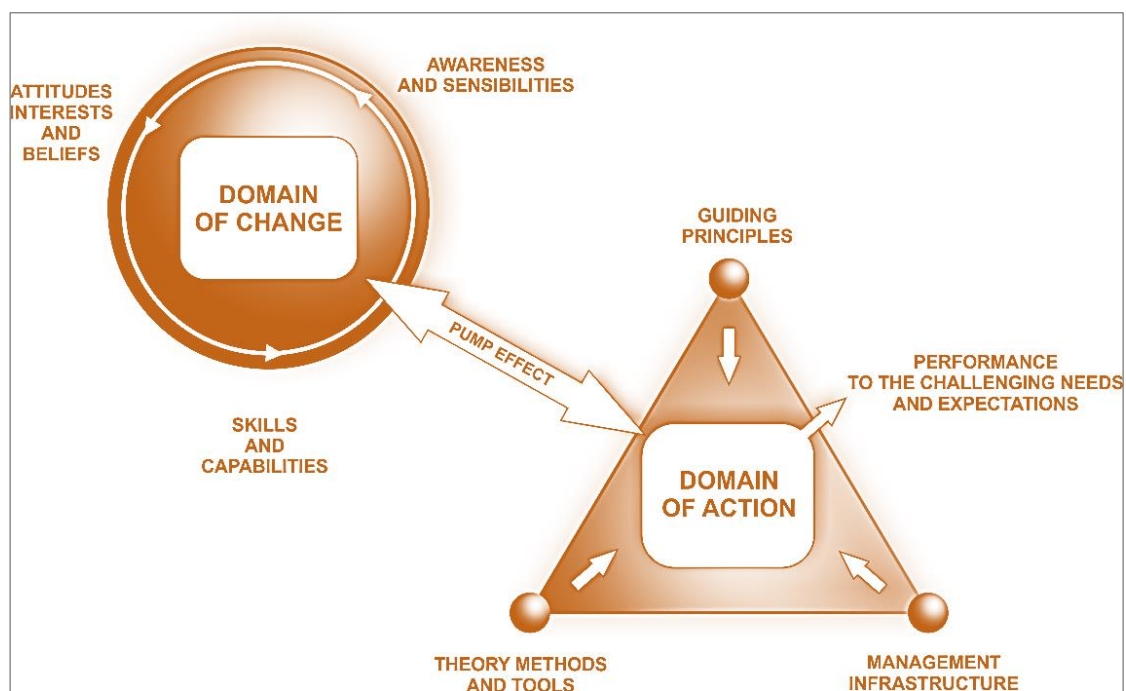 AWARENESS
AND SENSIBILITIES
ATTITUDES
INTERESTS
AND
BELIEFS
DOMAIN
OF CHANGE
SKILLS
AND
CAPABILITIES
PUMP EFFECT
GUIDING
PRINCIPLES
PERFORMANCE
TO THE CHALLENGING NEEDS
AND EXPECTATIONS
DOMAIN
OF ACTION
THEORY METHODS
AND TOOLS
MANAGEMENT
INFRASTRUCTURE